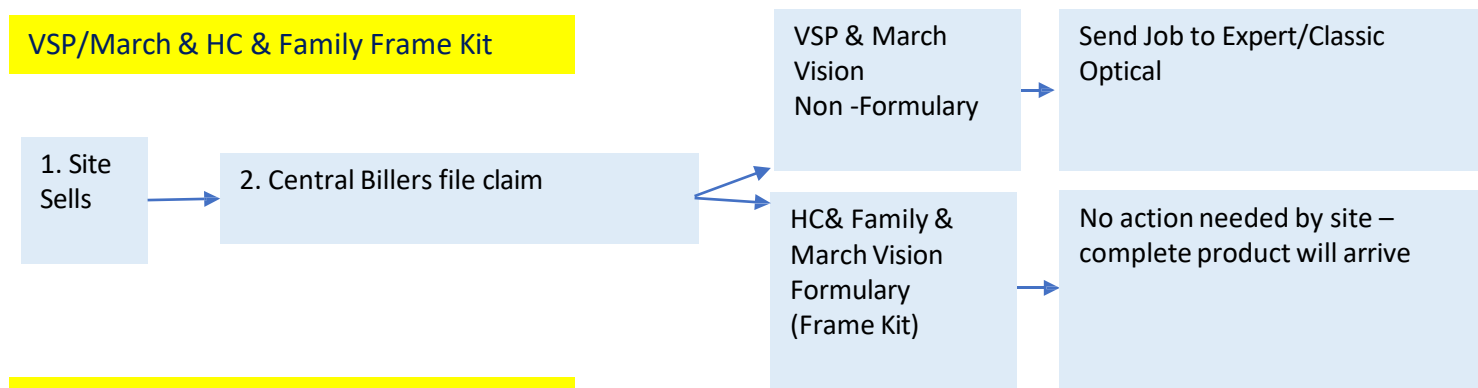 VSP/March & HC & Family Frame Kit
1. Site
Sells
2. Central Billers file claim
VSP & March
Vision
Non -Formulary
Send Job to Expert/Classic
Optical
HC& Family &
March Vision
Formulary
(Frame Kit)
No action needed by site –
complete product will arrive